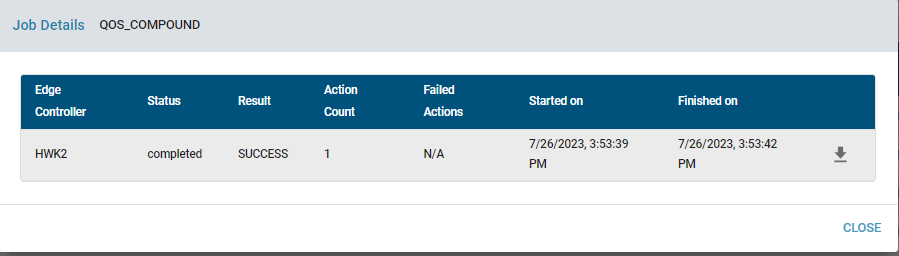 Job Details QOS_COMPOUND
Edge Controller Status Result Action Count Failed Actions Started on Finished on
HWK2 completed SUCCESS 1 N/A 7/26/2023, 3:53:39 PM 7/26/2023, 3:53:42 PM
CLOSE